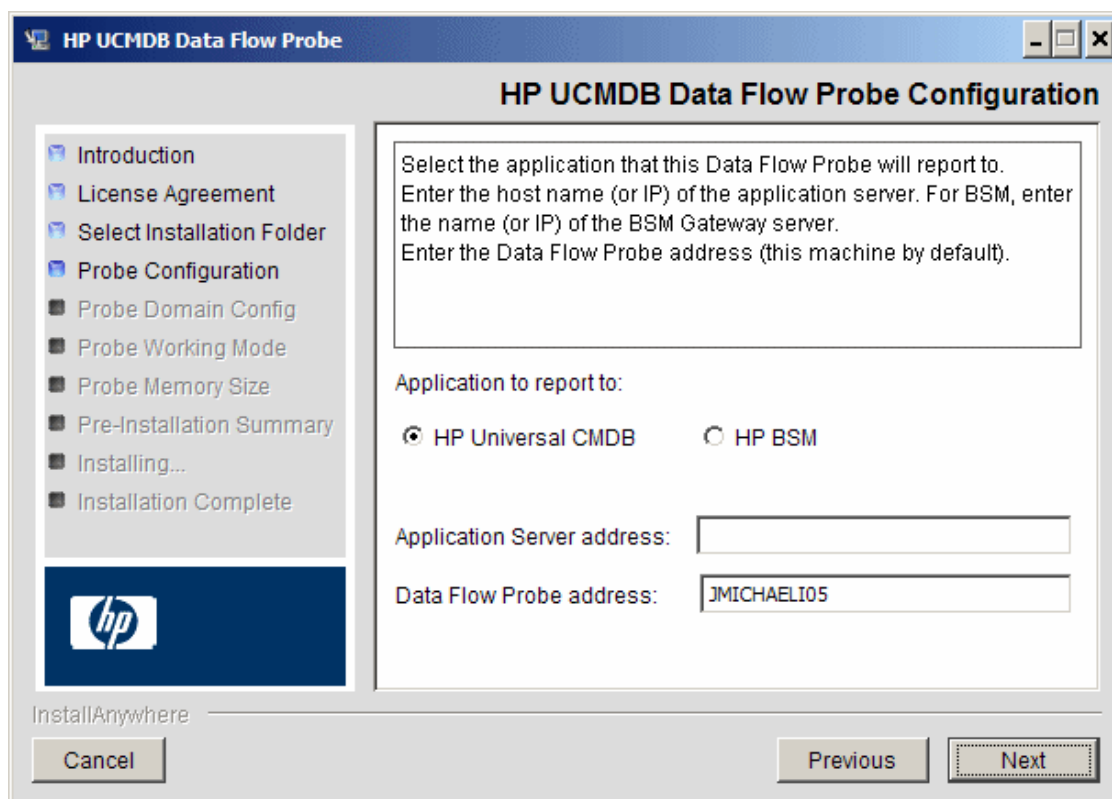 HP UCMDB Data Flow Probe
HP UCMDB Data Flow Probe Configuration
Introduction
License Agreement
Select Installation Folder
Probe Configuration
Probe Domain Config
Probe Working Mode
Probe Memory Size
Pre-Installation Summary
Installing...
Installation Complete
hp
Select the application that this Data Flow Probe will report to.
Enter the host name (or IP) of the application server. For BSM, enter
the name (or IP) of the BSM Gateway server.
Enter the Data Flow Probe address (this machine by default).
Application to report to:
HP Universal CMDB
HP BSM
Application Server address:
Data Flow Probe address: JMICHAELI05
InstallAnywhere
Cancel
Previous
Next